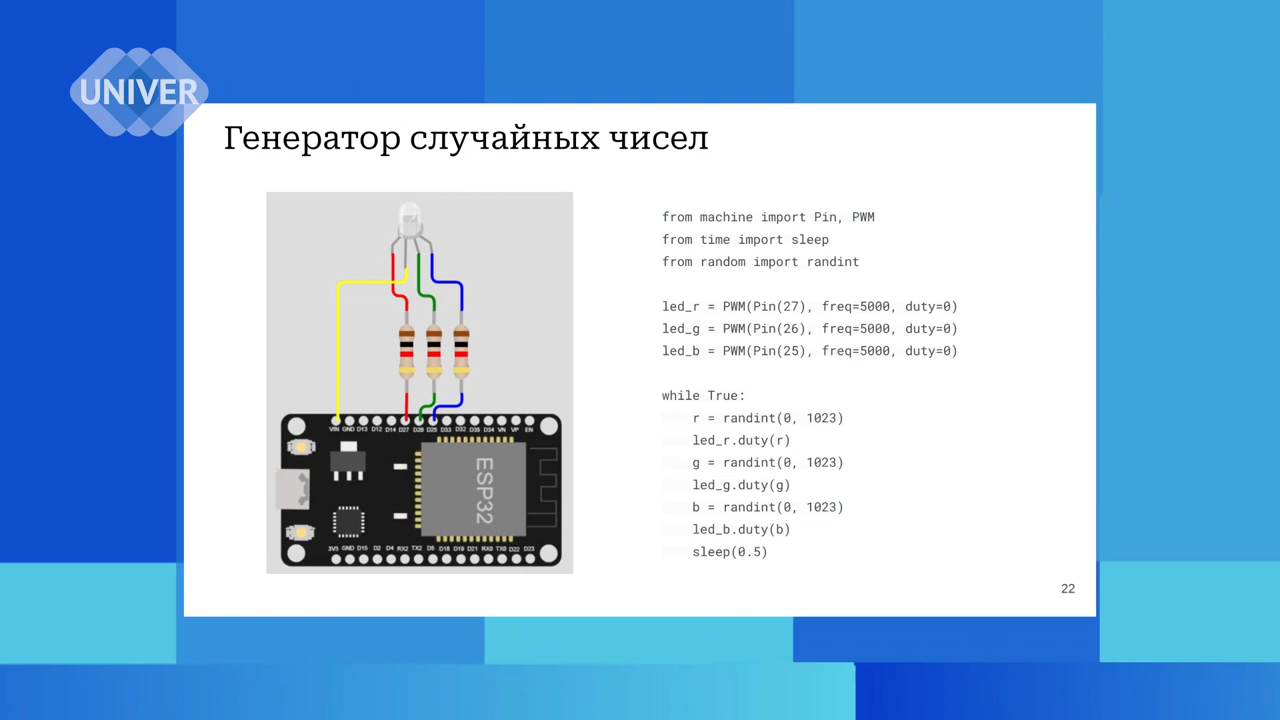 UNIVER
Генератор случайных чисел
from machine import Pin, PWM
from time import sleep
from random import randint
led_r = PWM(Pin(27), freq=5000, duty=0)
led_g = PWM(Pin(26), freq=5000, duty=0)
led_b = PWM(Pin(25), freq=5000, duty=0)
while True:
    r = randint(0, 1023)
    led_r.duty(r)
    g = randint(0, 1023)
    led_g.duty(g)
    b = randint(0, 1023)
    led_b.duty(b)
    sleep(0.5)
VIN GND D13 D12 D14 D27 D26 D25 D33 D32 D35 D34 VN VP EN
ESP32
3V3 GND D15 D2 D4 RX2 TX2 D5 D18 D19 D21 RX0 TX0 D22 D23
22